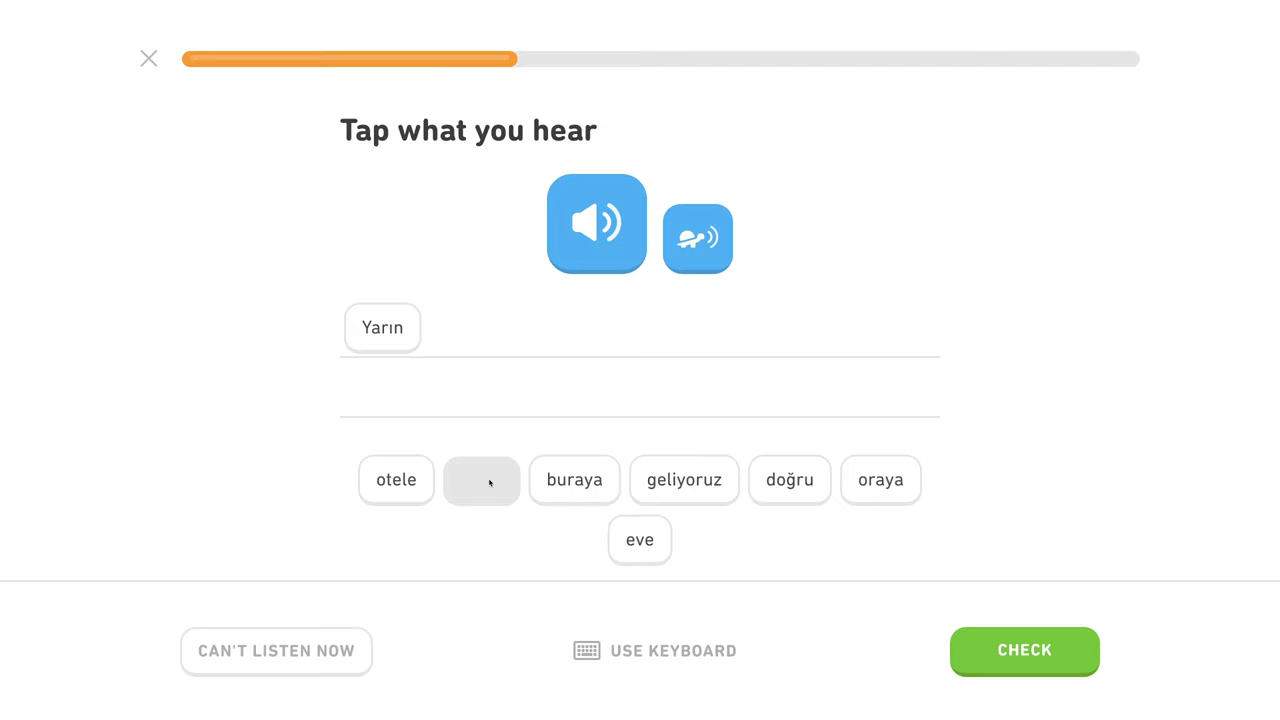 Tap what you hear
Yarın
otele buraya geliyoruz doğru oraya
eve
CAN'T LISTEN NOW USE KEYBOARD CHECK